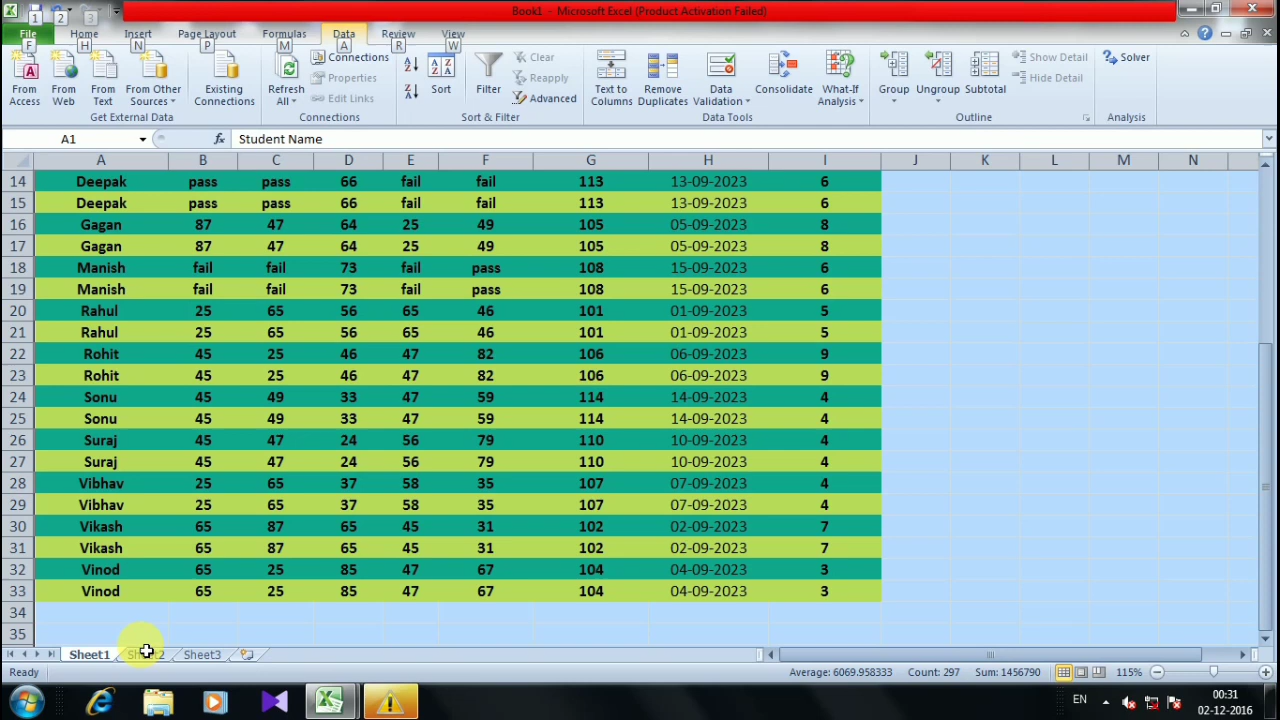 Book1 - Microsoft Excel (Product Activation Failed)
1 2 3
File Home Insert Page Layout Formulas Data Review View
F H N P M A R W
From Access
From Web
From Text
From Other Sources
Existing Connections
Get External Data
Refresh All
Connections
Properties
Edit Links
Connections
Sort
Filter
Clear
Reapply
Advanced
Sort & Filter
Text to Columns
Remove Duplicates
Data Validation
Consolidate
What-If Analysis
Data Tools
Group
Ungroup
Subtotal
Show Detail
Hide Detail
Outline
Solver
Analysis
A1 fx Student Name
A B C D E F G H I J K L M N
14 Deepak pass pass 66 fail fail 113 13-09-2023 6
15 Deepak pass pass 66 fail fail 113 13-09-2023 6
16 Gagan 87 47 64 25 49 105 05-09-2023 8
17 Gagan 87 47 64 25 49 105 05-09-2023 8
18 Manish fail fail 73 fail pass 108 15-09-2023 6
19 Manish fail fail 73 fail pass 108 15-09-2023 6
20 Rahul 25 65 56 65 46 101 01-09-2023 5
21 Rahul 25 65 56 65 46 101 01-09-2023 5
22 Rohit 45 25 46 47 82 106 06-09-2023 9
23 Rohit 45 25 46 47 82 106 06-09-2023 9
24 Sonu 45 49 33 47 59 114 14-09-2023 4
25 Sonu 45 49 33 47 59 114 14-09-2023 4
26 Suraj 45 47 24 56 79 110 10-09-2023 4
27 Suraj 45 47 24 56 79 110 10-09-2023 4
28 Vibhav 25 65 37 58 35 107 07-09-2023 4
29 Vibhav 25 65 37 58 35 107 07-09-2023 4
30 Vikash 65 87 65 45 31 102 02-09-2023 7
31 Vikash 65 87 65 45 31 102 02-09-2023 7
32 Vinod 65 25 85 47 67 104 04-09-2023 3
33 Vinod 65 25 85 47 67 104 04-09-2023 3
34
35
Sheet1 Sheet2 Sheet3
Ready Average: 6069.958333 Count: 297 Sum: 1456790 115%
EN 00:31
02-12-2016